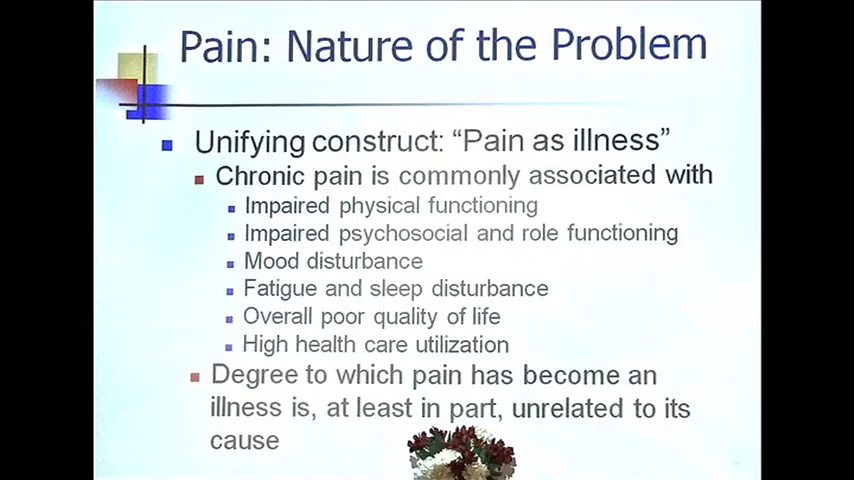 Pain: Nature of the Problem
Unifying construct: “Pain as illness”
Chronic pain is commonly associated with
Impaired physical functioning
Impaired psychosocial and role functioning
Mood disturbance
Fatigue and sleep disturbance
Overall poor quality of life
High health care utilization
Degree to which pain has become an
illness is, at least in part, unrelated to its
cause